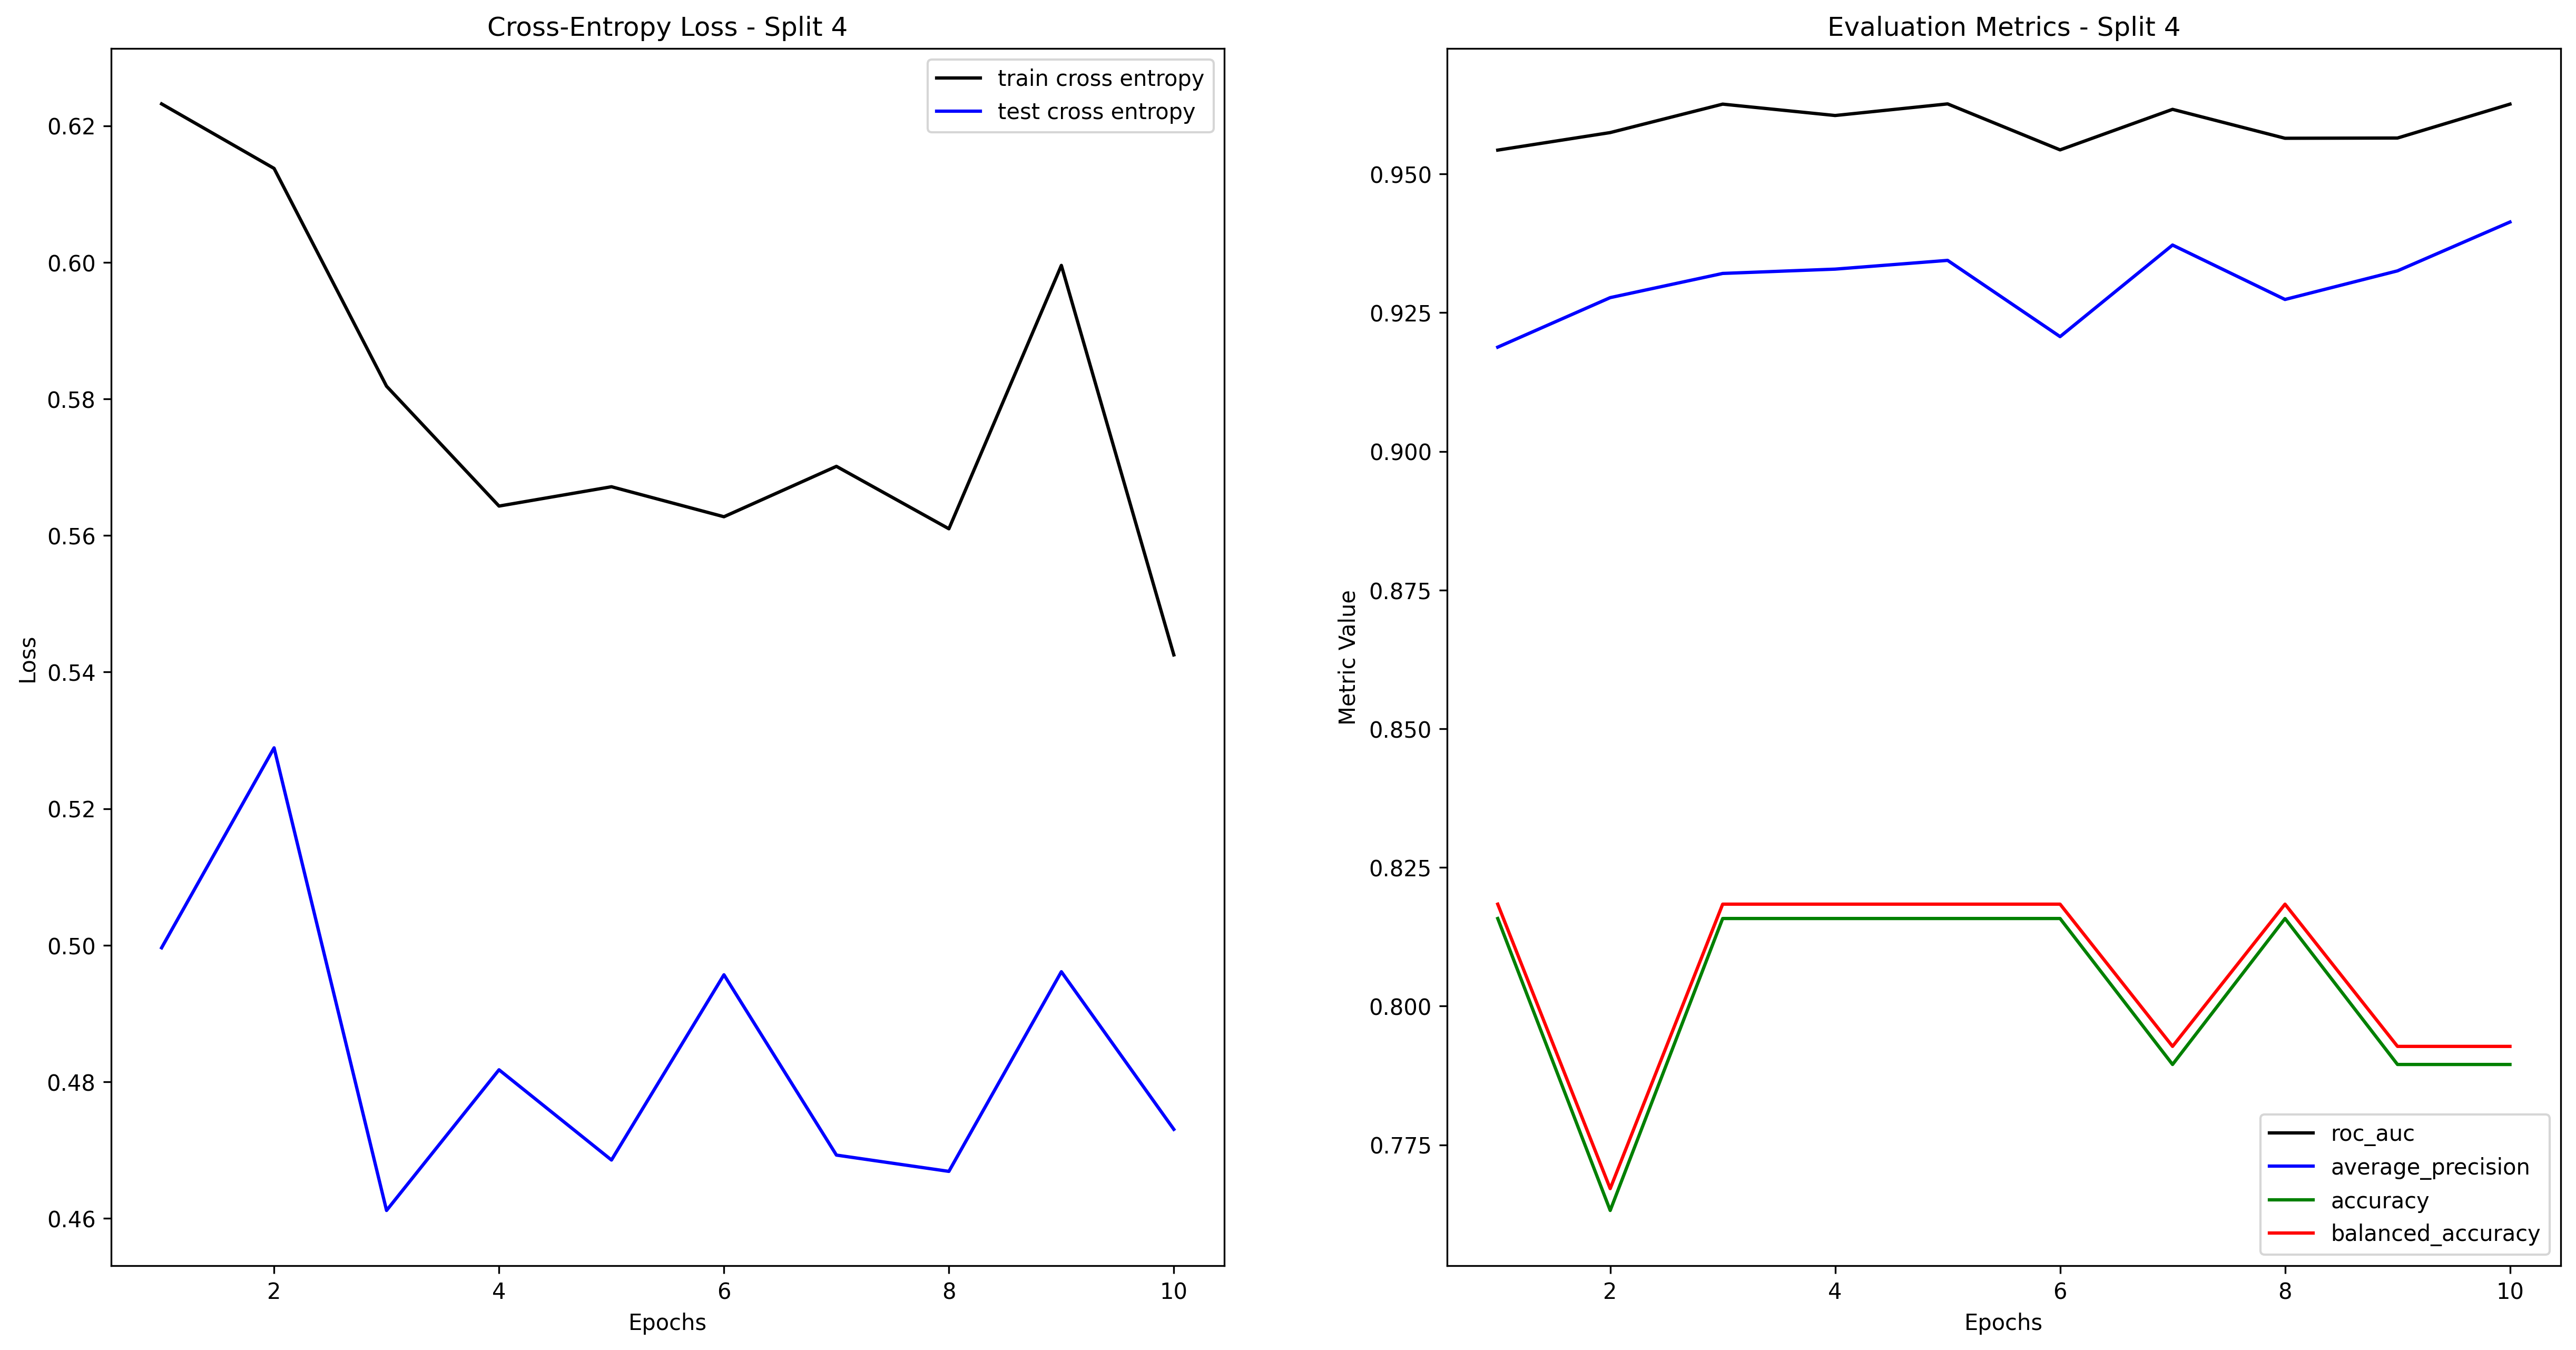 Cross-Entropy Loss - Split 4
train cross entropy
test cross entropy
0.62
0.60
0.58
0.56
0.54
0.52
0.50
0.48
0.46
Loss
2
4
6
8
10
Epochs
Evaluation Metrics - Split 4
0.950
0.925
0.900
0.875
0.850
0.825
0.800
0.775
Metric Value
roc_auc
average_precision
accuracy
balanced_accuracy
2
4
6
8
10
Epochs